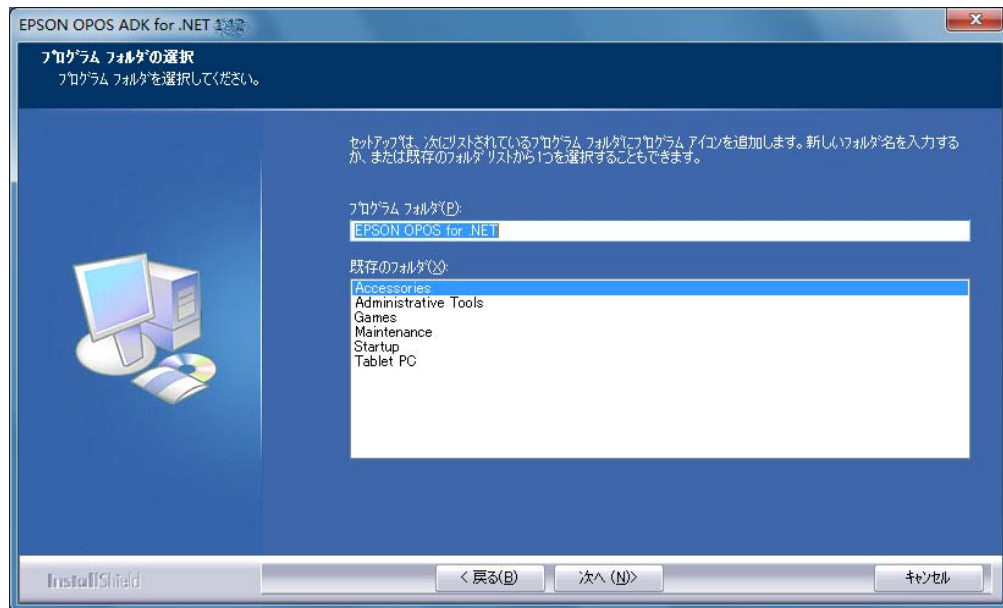 EPSON OPOS ADK for .NET
プログラム フォルダの選択
プログラム フォルダを選択してください。
セットアップは、次にリストされているプログラム フォルダにプログラム アイコンを追加します。新しいフォルダ名を入力する
か、または既存のフォルダ リストから1つを選択することもできます。
プログラム フォルダ(P):
EPSON OPOS for .NET
既存のフォルダ(X):
Accessories
Administrative Tools
Games
Maintenance
Startup
Tablet PC
InstallShield
< 戻る(B)
次へ (N)>
キャンセル